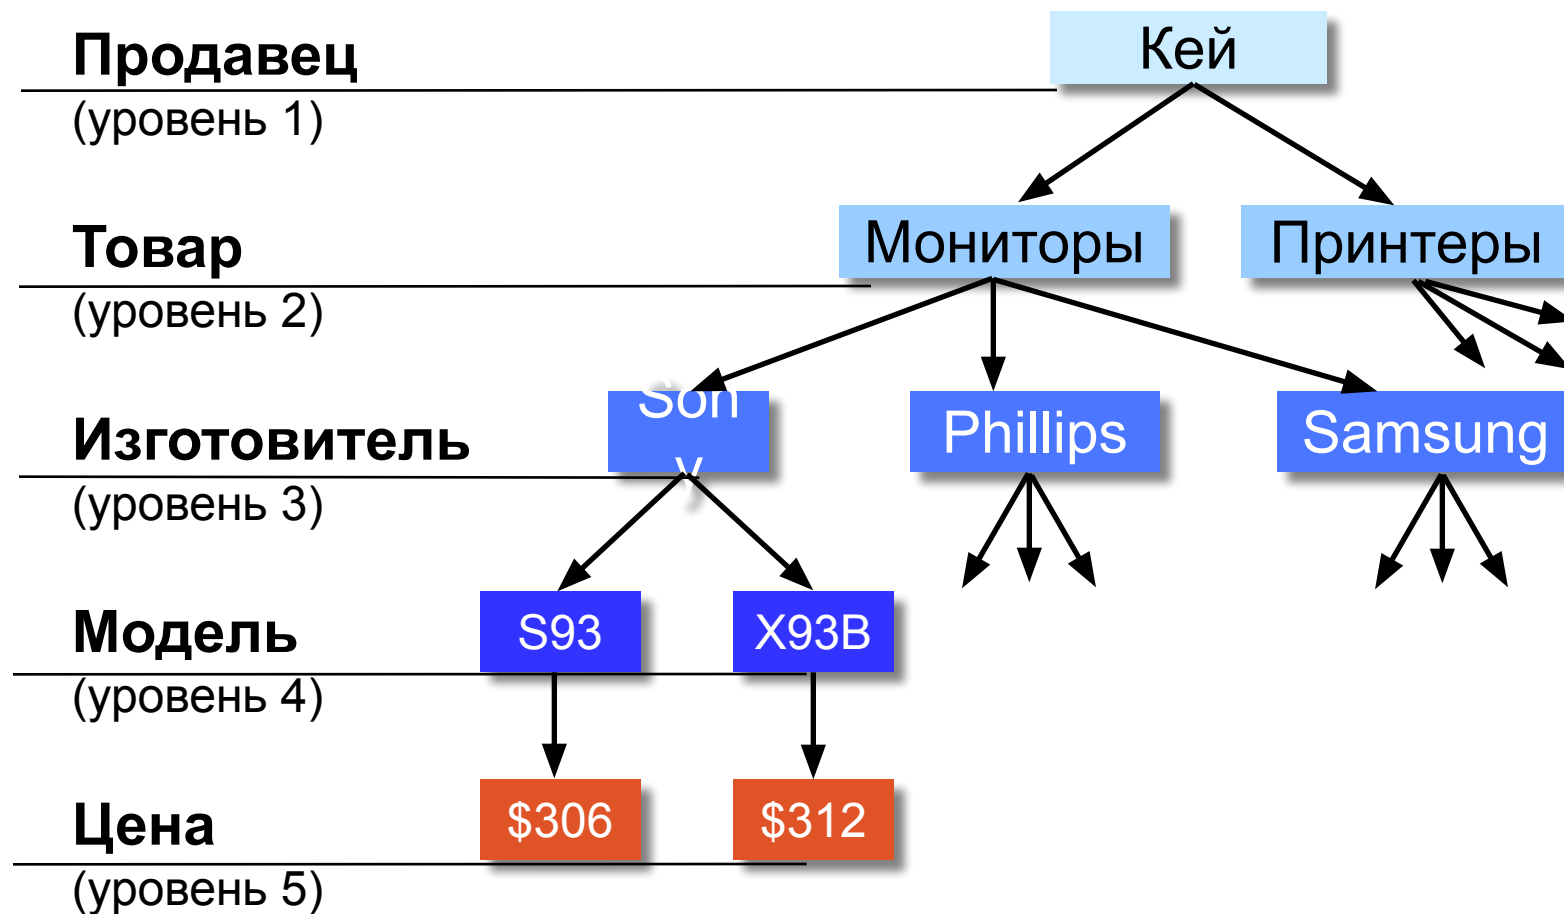 Продавец
(уровень 1)
Кей
Товар
(уровень 2)
Мониторы
Принтеры
Изготовитель
(уровень 3)
Son
y
Phillips
Samsung
Модель
(уровень 4)
S93
X93B
Цена
(уровень 5)
$306
$312